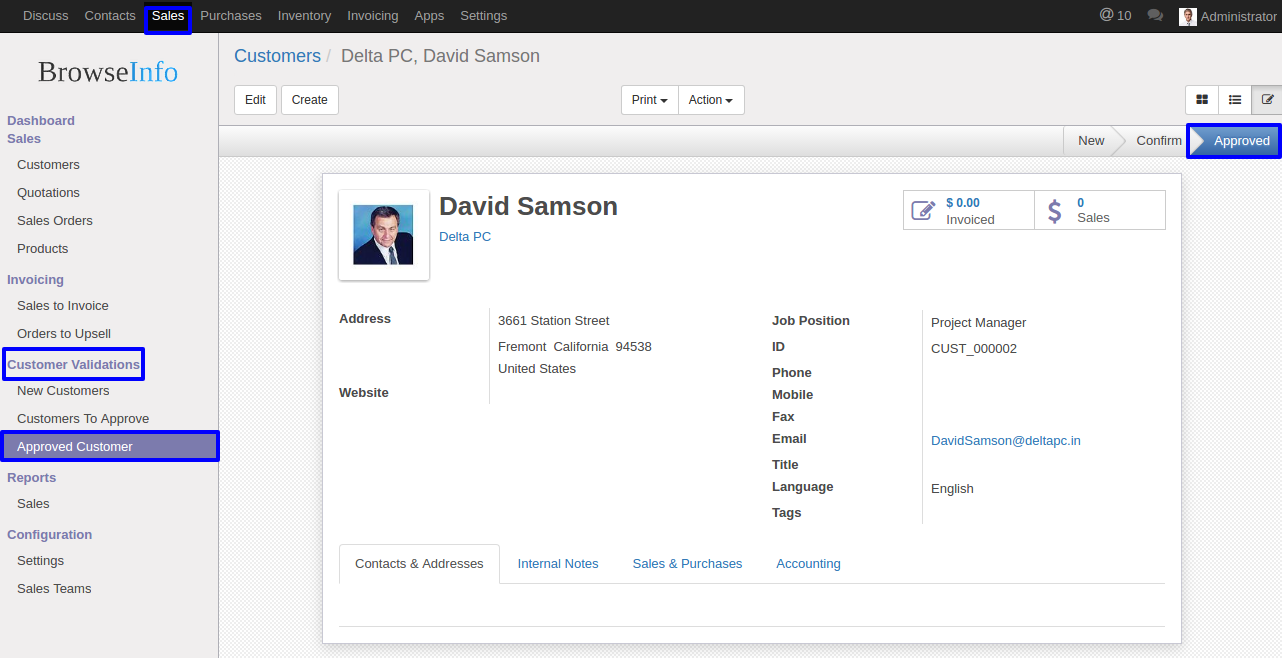 Discuss Contacts Sales Purchases Inventory Invoicing Apps Settings @ 10 Administrator
BrowseInfo
Dashboard
Sales
Customers
Quotations
Sales Orders
Products
Invoicing
Sales to Invoice
Orders to Upsell
Customer Validations
New Customers
Customers To Approve
Approved Customer
Reports
Sales
Configuration
Settings
Sales Teams
Customers / Delta PC, David Samson
Edit Create Print Action
New Confirm Approved
David Samson
Delta PC
$ 0.00
Invoiced
0
Sales
Address
3661 Station Street
Fremont California 94538
United States
Website
Job Position Project Manager
ID CUST_000002
Phone
Mobile
Fax
Email DavidSamson@deltapc.in
Title
Language English
Tags
Contacts & Addresses Internal Notes Sales & Purchases Accounting